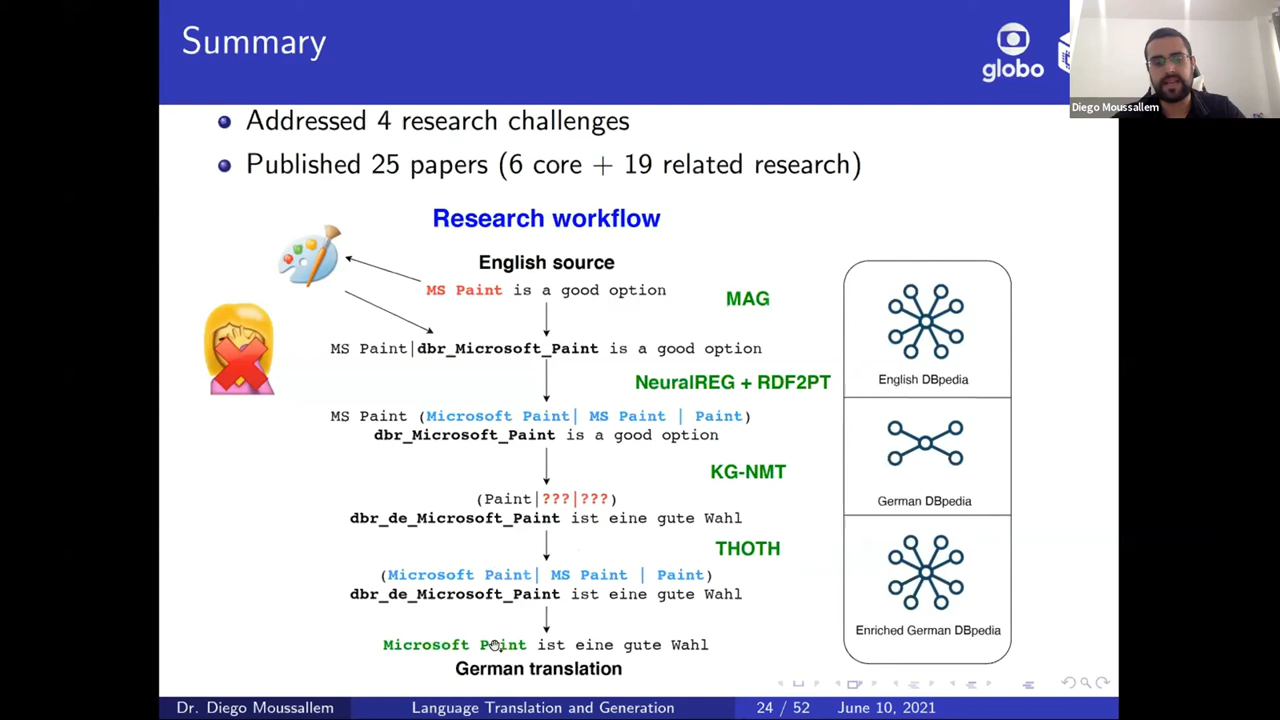 Summary
globo
Diego Moussallem
Addressed 4 research challenges
Published 25 papers (6 core + 19 related research)
Research workflow
English source
MS Paint is a good option
MAG
MS Paint|dbr_Microsoft_Paint is a good option
NeuralREG + RDF2PT
MS Paint (Microsoft Paint| MS Paint | Paint)
dbr_Microsoft_Paint is a good option
KG-NMT
(Paint|???|???)
dbr_de_Microsoft_Paint ist eine gute Wahl
THOTH
(Microsoft Paint| MS Paint | Paint)
dbr_de_Microsoft_Paint ist eine gute Wahl
Microsoft Paint ist eine gute Wahl
German translation
English DBpedia
German DBpedia
Enriched German DBpedia
Dr. Diego Moussallem Language Translation and Generation 24 / 52 June 10, 2021